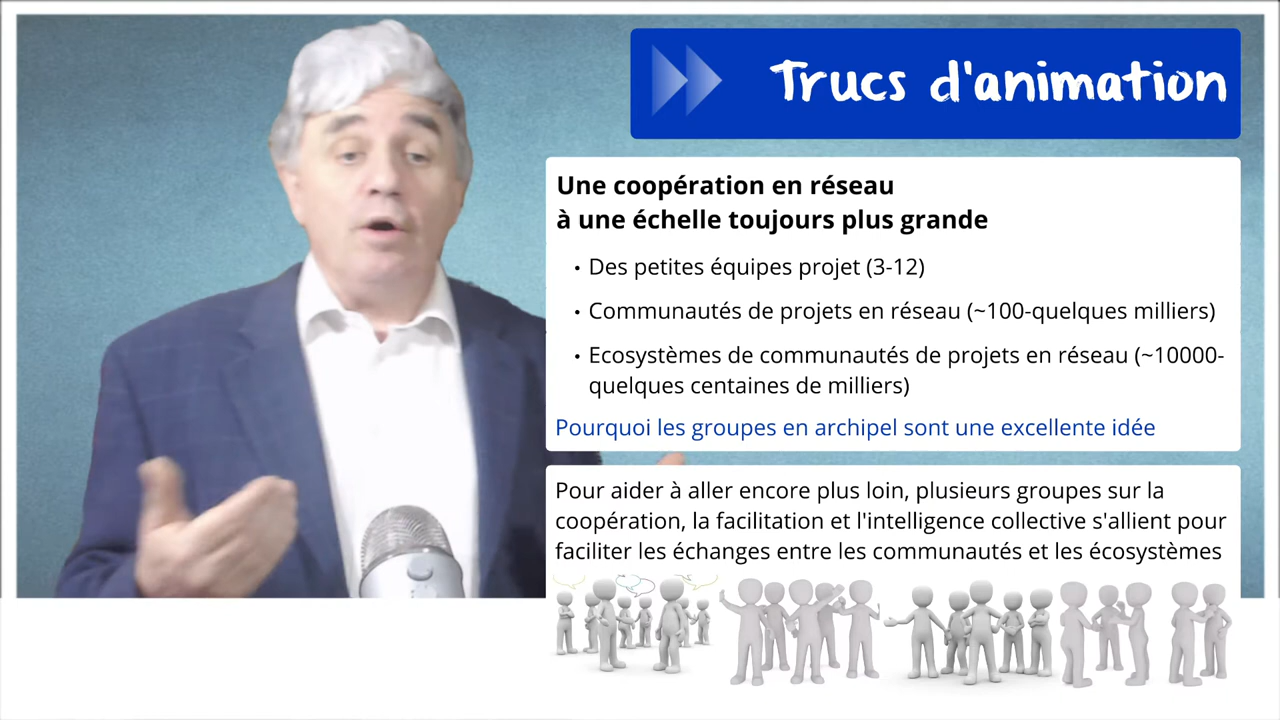 Trucs d'animation
Une coopération en réseau
à une échelle toujours plus grande
• Des petites équipes projet (3-12)
• Communautés de projets en réseau (~100-quelques milliers)
• Ecosystèmes de communautés de projets en réseau (~10000-
quelques centaines de milliers)
Pourquoi les groupes en archipel sont une excellente idée
Pour aider à aller encore plus loin, plusieurs groupes sur la
coopération, la facilitation et l'intelligence collective s'allient pour
faciliter les échanges entre les communautés et les écosystèmes